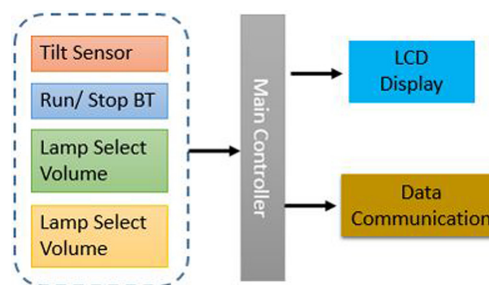 Tilt Sensor
Run/ Stop BT
Lamp Select
Volume
Lamp Select
Volume
Main Controller
LCD
Display
Data
Communication